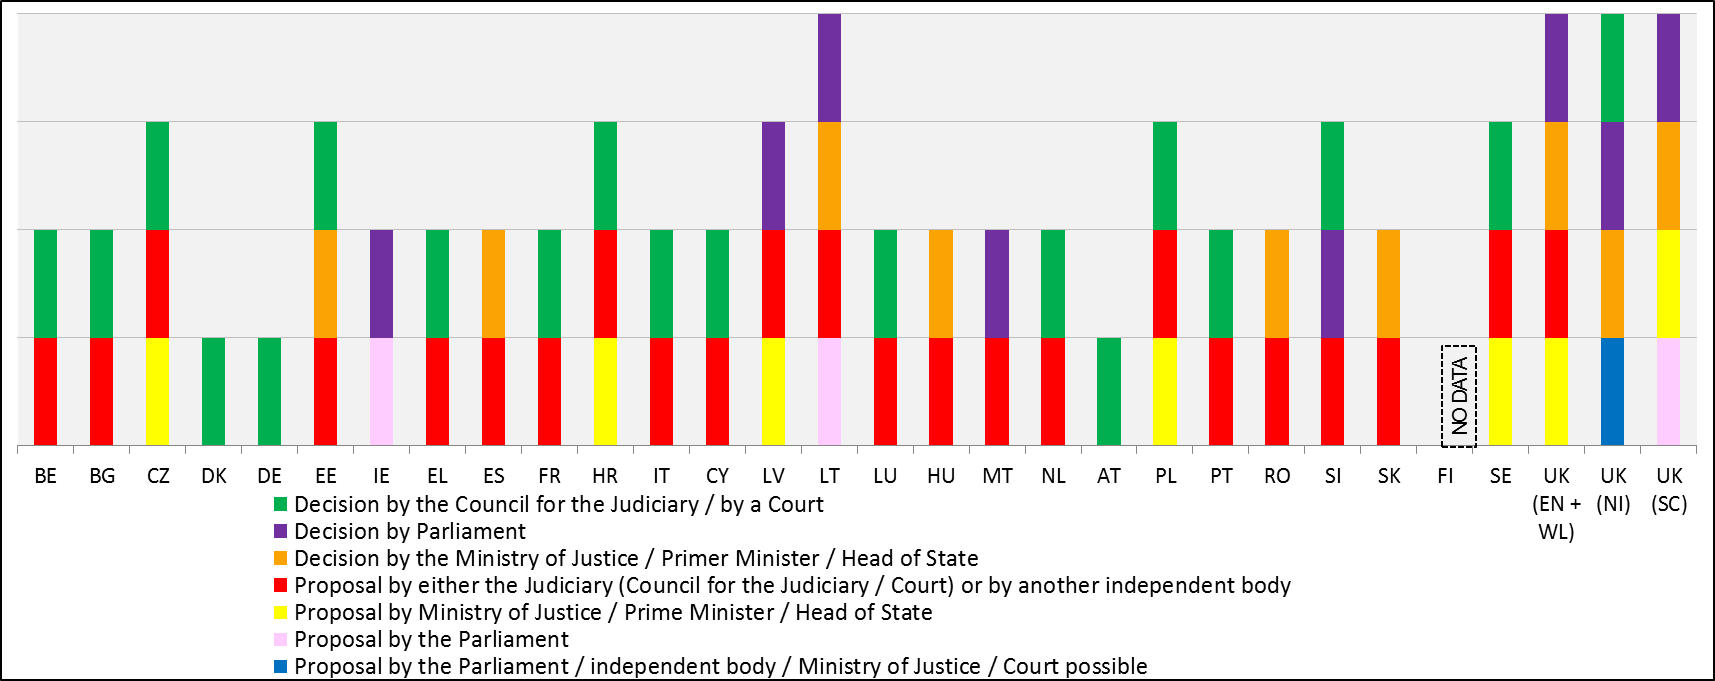 NO DATA
BE BG CZ DK DE EE IE EL ES FR HR IT CY LV LT LU HU MT NL AT PL PT RO SI SK FI SE UK UK UK
(EN + (NI) (SC)
WL)
Decision by the Council for the Judiciary / by a Court
Decision by Parliament
Decision by the Ministry of Justice / Primer Minister / Head of State
Proposal by either the Judiciary (Council for the Judiciary / Court) or by another independent body
Proposal by Ministry of Justice / Prime Minister / Head of State
Proposal by the Parliament
Proposal by the Parliament / independent body / Ministry of Justice / Court possible